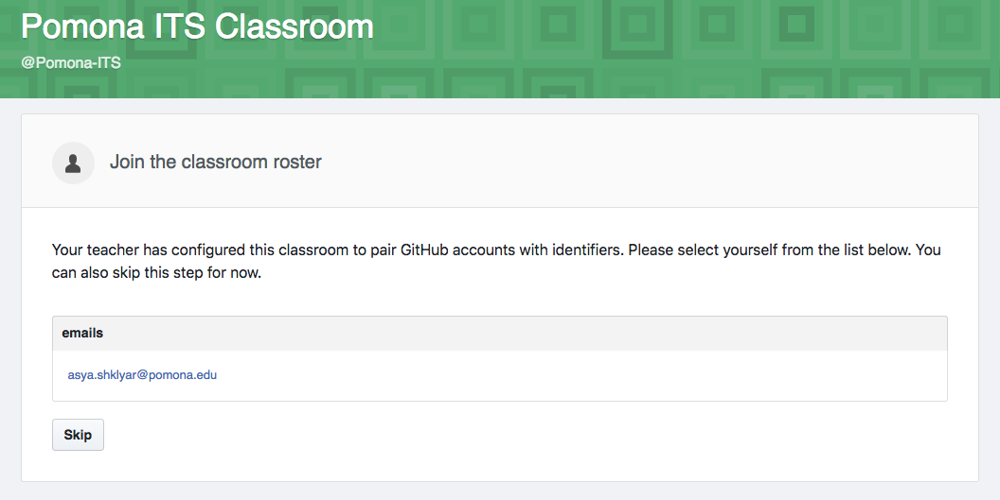 Pomona ITS Classroom
@Pomona-ITS
Join the classroom roster
Your teacher has configured this classroom to pair GitHub accounts with identifiers. Please select yourself from the list below. You
can also skip this step for now.
emails
asya.shklyar@pomona.edu
Skip